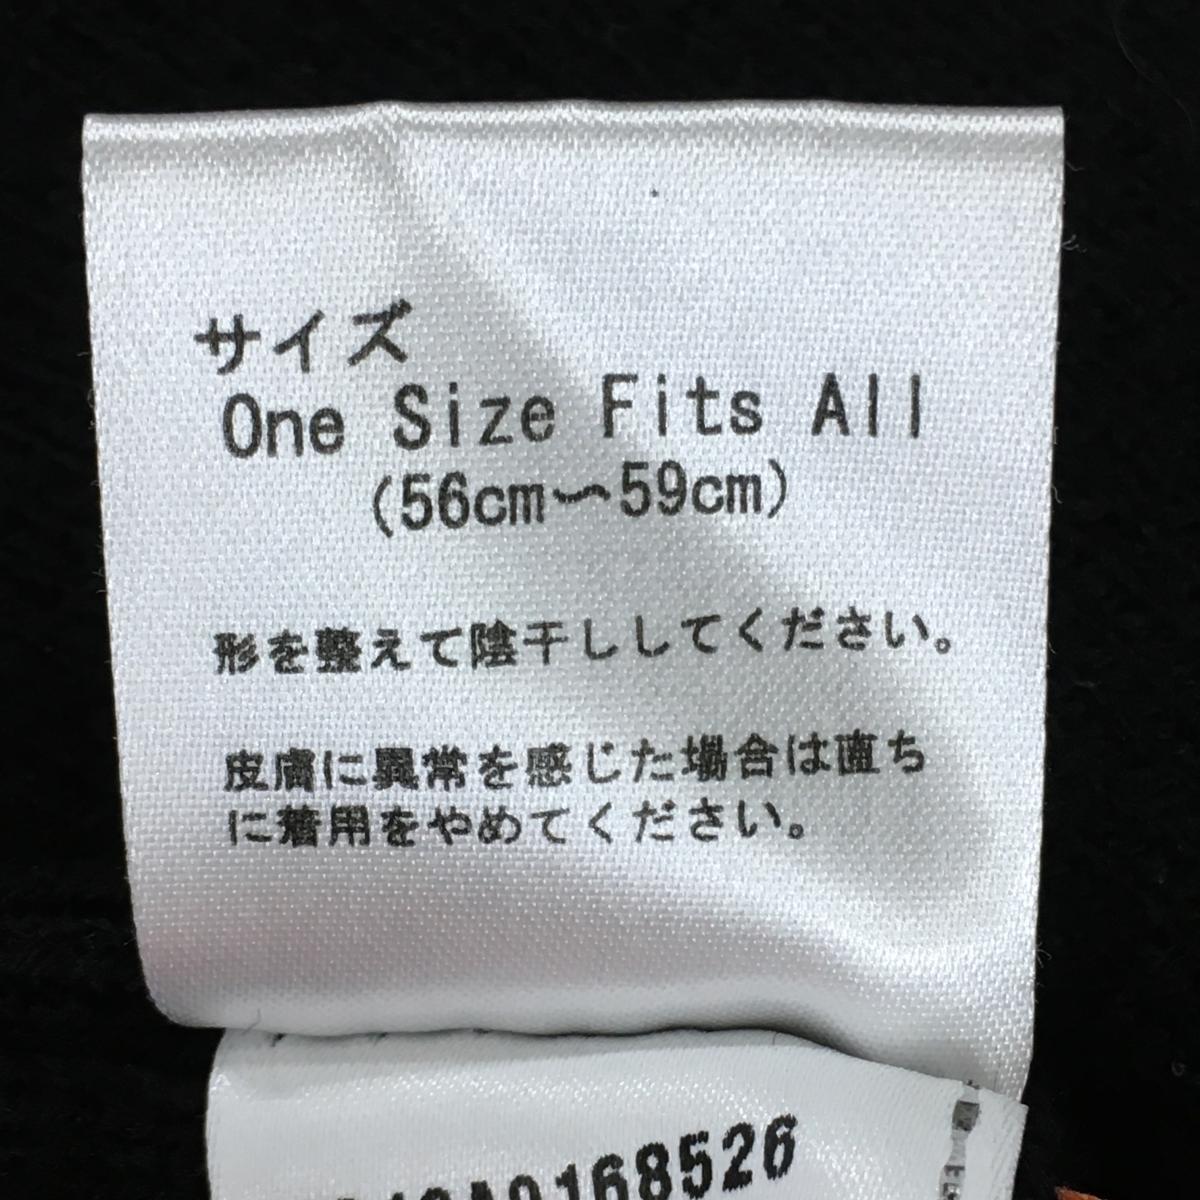 サイズ
One Size Fits All
(56cm〜59cm)
形を整えて陰干ししてください。
皮膚に異常を感じた場合は直ち
に着用をやめてください。
0168526